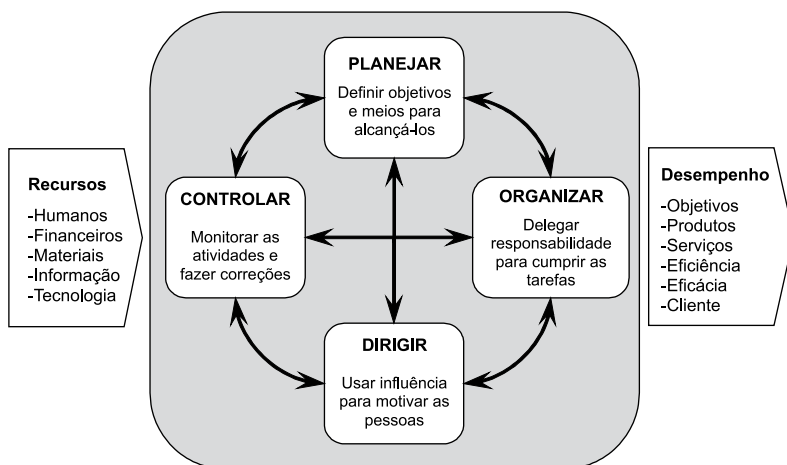 PLANEJAR
Definir objetivos
e meios para
alcançá-los
Recursos
-Humanos
-Financeiros
-Materiais
-Informação
-Tecnologia
CONTROLAR
Monitorar as
atividades e
fazer correções
ORGANIZAR
Delegar
responsabilidade
para cumprir as
tarefas
Desempenho
-Objetivos
-Produtos
-Serviços
-Eficiência
-Eficácia
-Cliente
DIRIGIR
Usar influência
para motivar as
pessoas